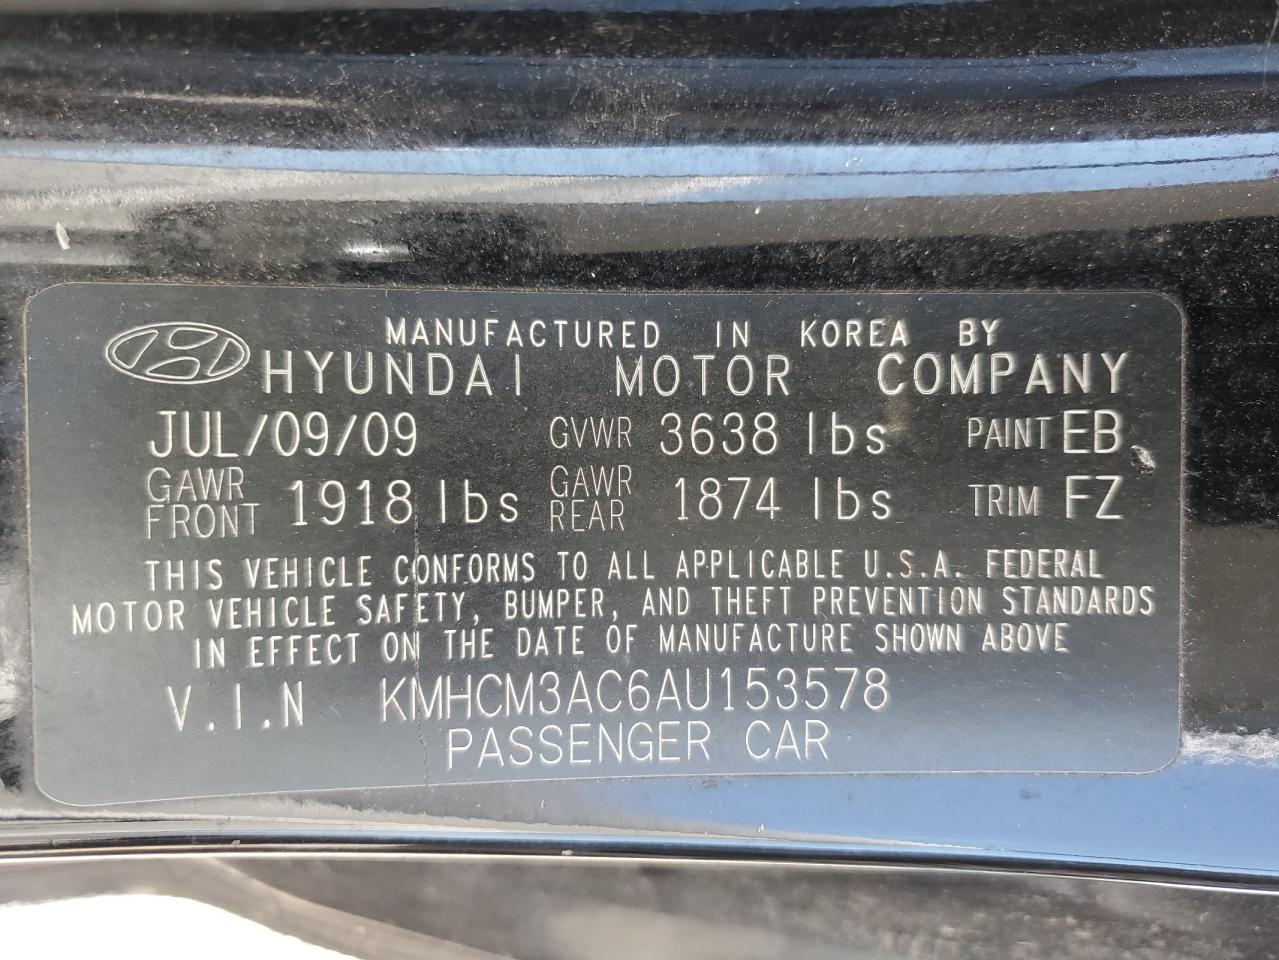 MANUFACTURED IN KOREA BY
HYUNDAI MOTOR COMPANY
JUL/09/09 GVWR 3638 lbs PAINT EB
GAWR FRONT 1918 lbs GAWR REAR 1874 lbs TRIM FZ
THIS VEHICLE CONFORMS TO ALL APPLICABLE U.S.A. FEDERAL
MOTOR VEHICLE SAFETY, BUMPER, AND THEFT PREVENTION STANDARDS
IN EFFECT ON THE DATE OF MANUFACTURE SHOWN ABOVE
V.I.N KMHCM3AC6AU153578
PASSENGER CAR